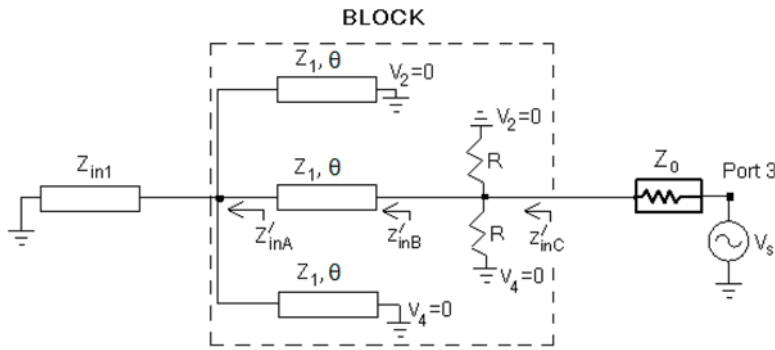 BLOCK
Z₁, θ
V₂=0
V₂=0
R
Z₀
Port 3
Zin1
Z₁, θ
Z'inA
Z'inB
R
Z'inC
Vs
V₄=0
Z₁, θ
V₄=0